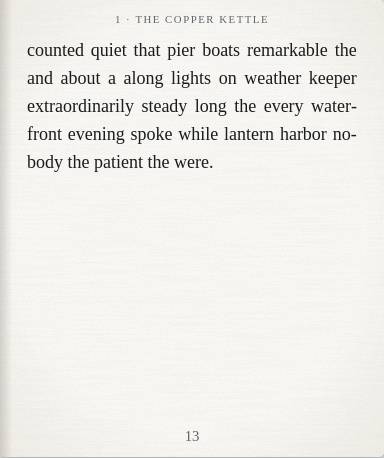 1 · THE COPPER KETTLE
counted quiet that pier boats remarkable the
and about a along lights on weather keeper
extraordinarily steady long the every water-
front evening spoke while lantern harbor no-
body the patient the were.
13